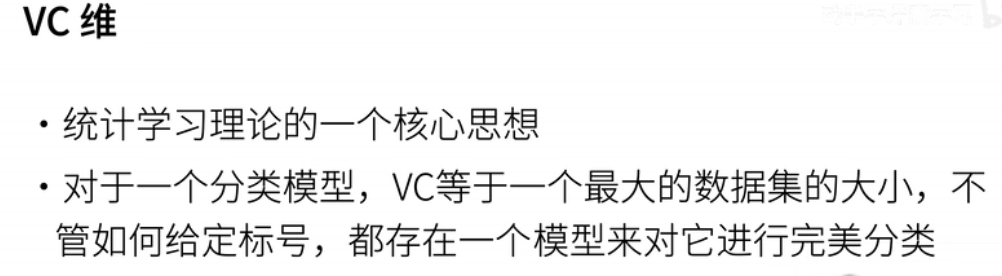 VC 维
・统计学习理论的一个核心思想
・对于一个分类模型，VC等于一个最大的数据集的大小，不
管如何给定标号，都存在一个模型来对它进行完美分类